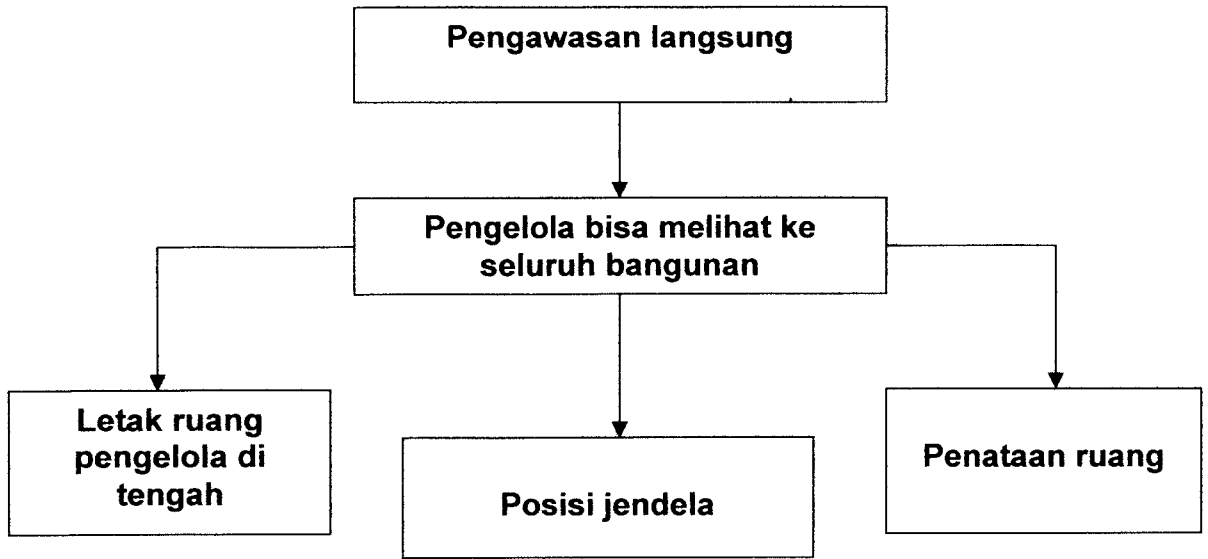 Pengawasan langsung
Pengelola bisa melihat ke
seluruh bangunan
Letak ruang
pengelola di
tengah
Posisi jendela
Penataan ruang